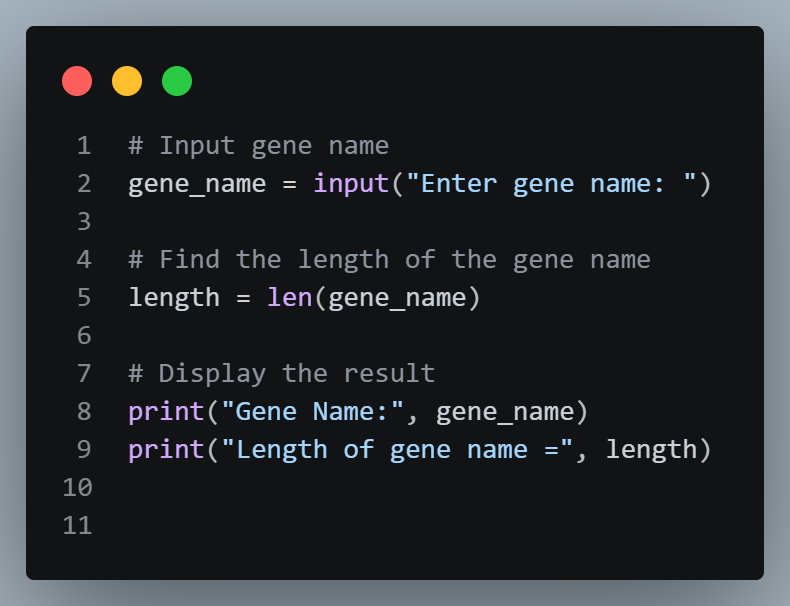 1 # Input gene name
2 gene_name = input("Enter gene name: ")
3
4 # Find the length of the gene name
5 length = len(gene_name)
6
7 # Display the result
8 print("Gene Name:", gene_name)
9 print("Length of gene name =", length)
10
11